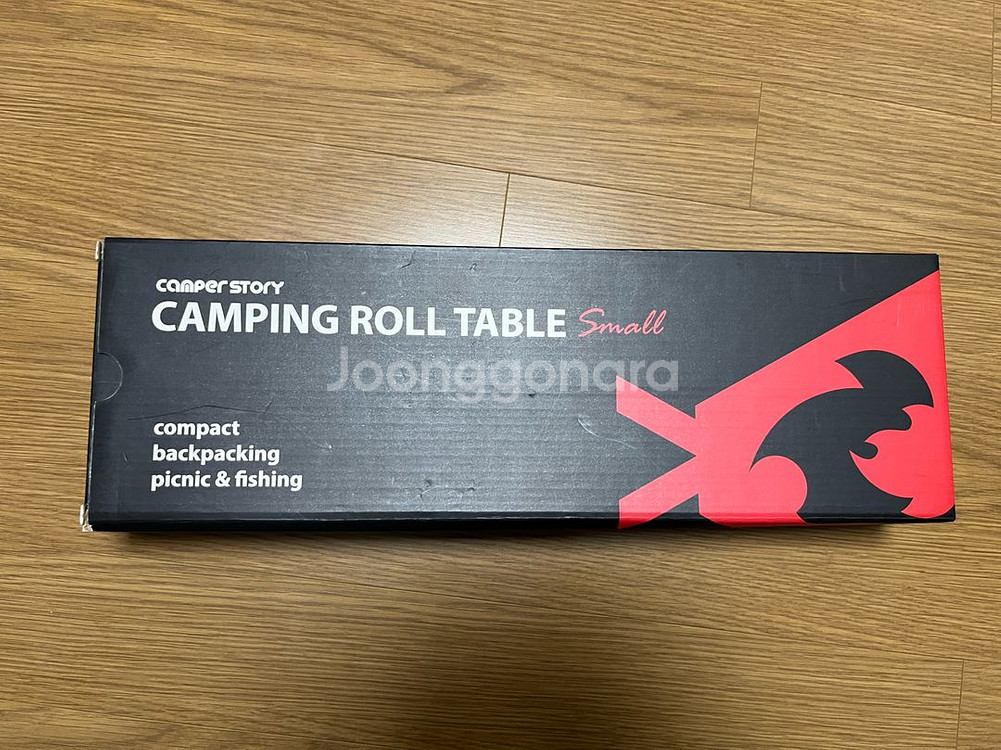 camper story
CAMPING ROLL TABLE Small
Joonggonara
compact
backpacking
picnic & fishing